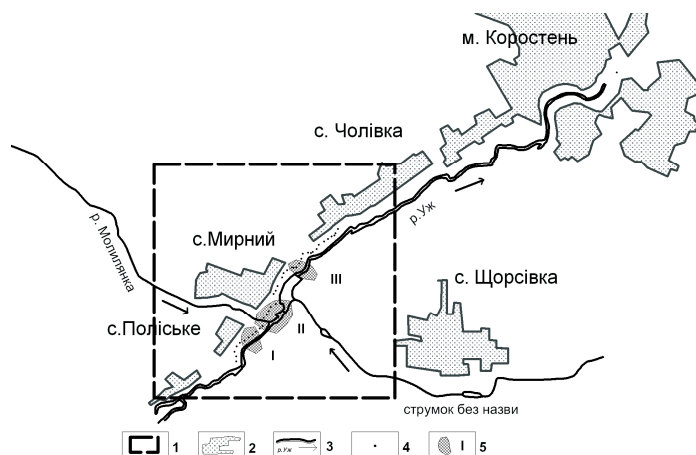 м. Коростень
с. Чолівка
р.Уж
с.Мирний
р. Могилянка
III
с. Щорсівка
с.Поліське
II
I
струмок без назви
1
2
р.Уж
3
4
I
5